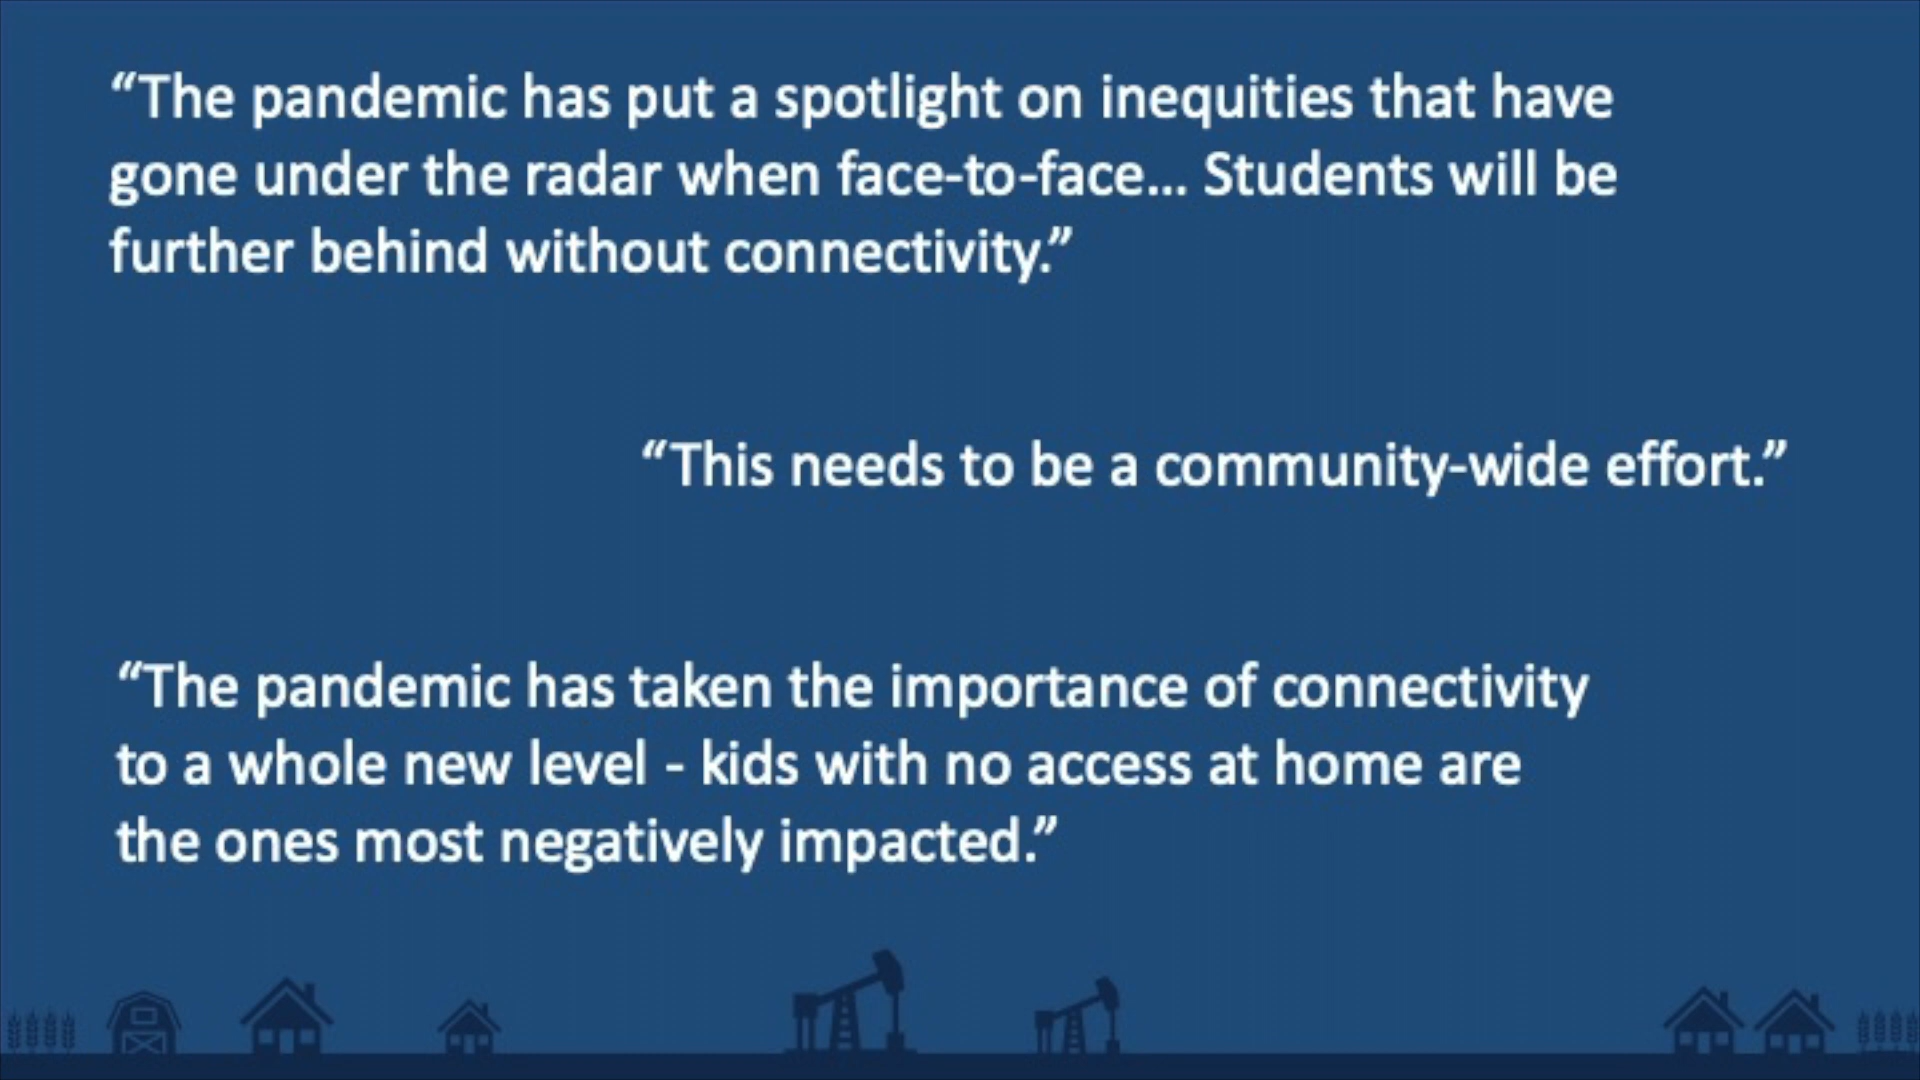 “The pandemic has put a spotlight on inequities that have
gone under the radar when face-to-face... Students will be
further behind without connectivity.”
“This needs to be a community-wide effort.”
“The pandemic has taken the importance of connectivity
to a whole new level - kids with no access at home are
the ones most negatively impacted.”